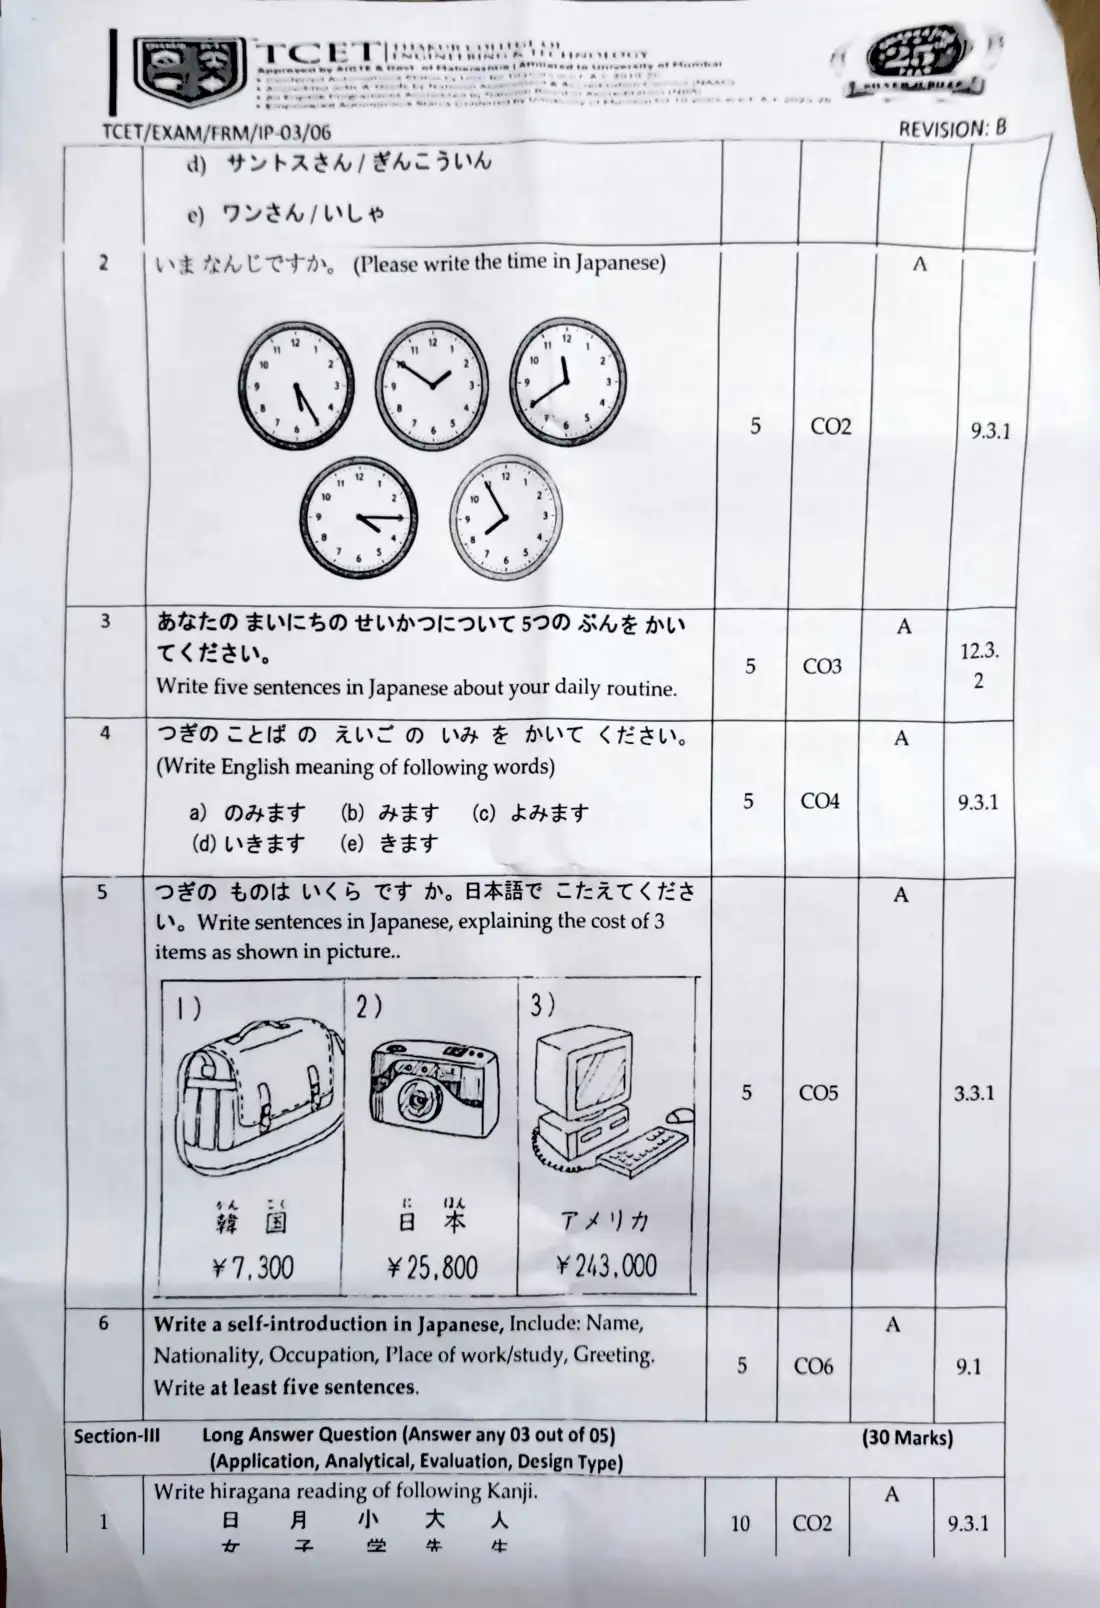 TCET
TCET/EXAM/FRM/IP-03/06
REVISION: B
d) サントスさん / ぎんこういん
e) ワンさん / いしゃ
2 いま なんじですか。 (Please write the time in Japanese) 5 CO2 A 9.3.1
3 あなたの まいにちの せいかつについて 5つの ぶんを かい
てください。
Write five sentences in Japanese about your daily routine. 5 CO3 A 12.3.
2
4 つぎの ことば の えいご の いみ を かいて ください。
(Write English meaning of following words) 5 CO4 A 9.3.1
a) のみます (b) みます (c) よみます
(d) いきます (e) きます
5 つぎの ものは いくら です か。日本語で こたえてくださ
い。Write sentences in Japanese, explaining the cost of 3
items as shown in picture.. 5 CO5 A 3.3.1
1) 2) 3)
かん こく に ほん
韓 国 日 本 アメリカ
¥7,300 ¥25,800 ¥243,000
6 Write a self-introduction in Japanese, Include: Name,
Nationality, Occupation, Place of work/study, Greeting.
Write at least five sentences. 5 CO6 A 9.1
Section-III Long Answer Question (Answer any 03 out of 05) (30 Marks)
(Application, Analytical, Evaluation, Design Type)
1 Write hiragana reading of following Kanji. 10 CO2 A 9.3.1
日 月 小 大 人
女 子 学 先 生